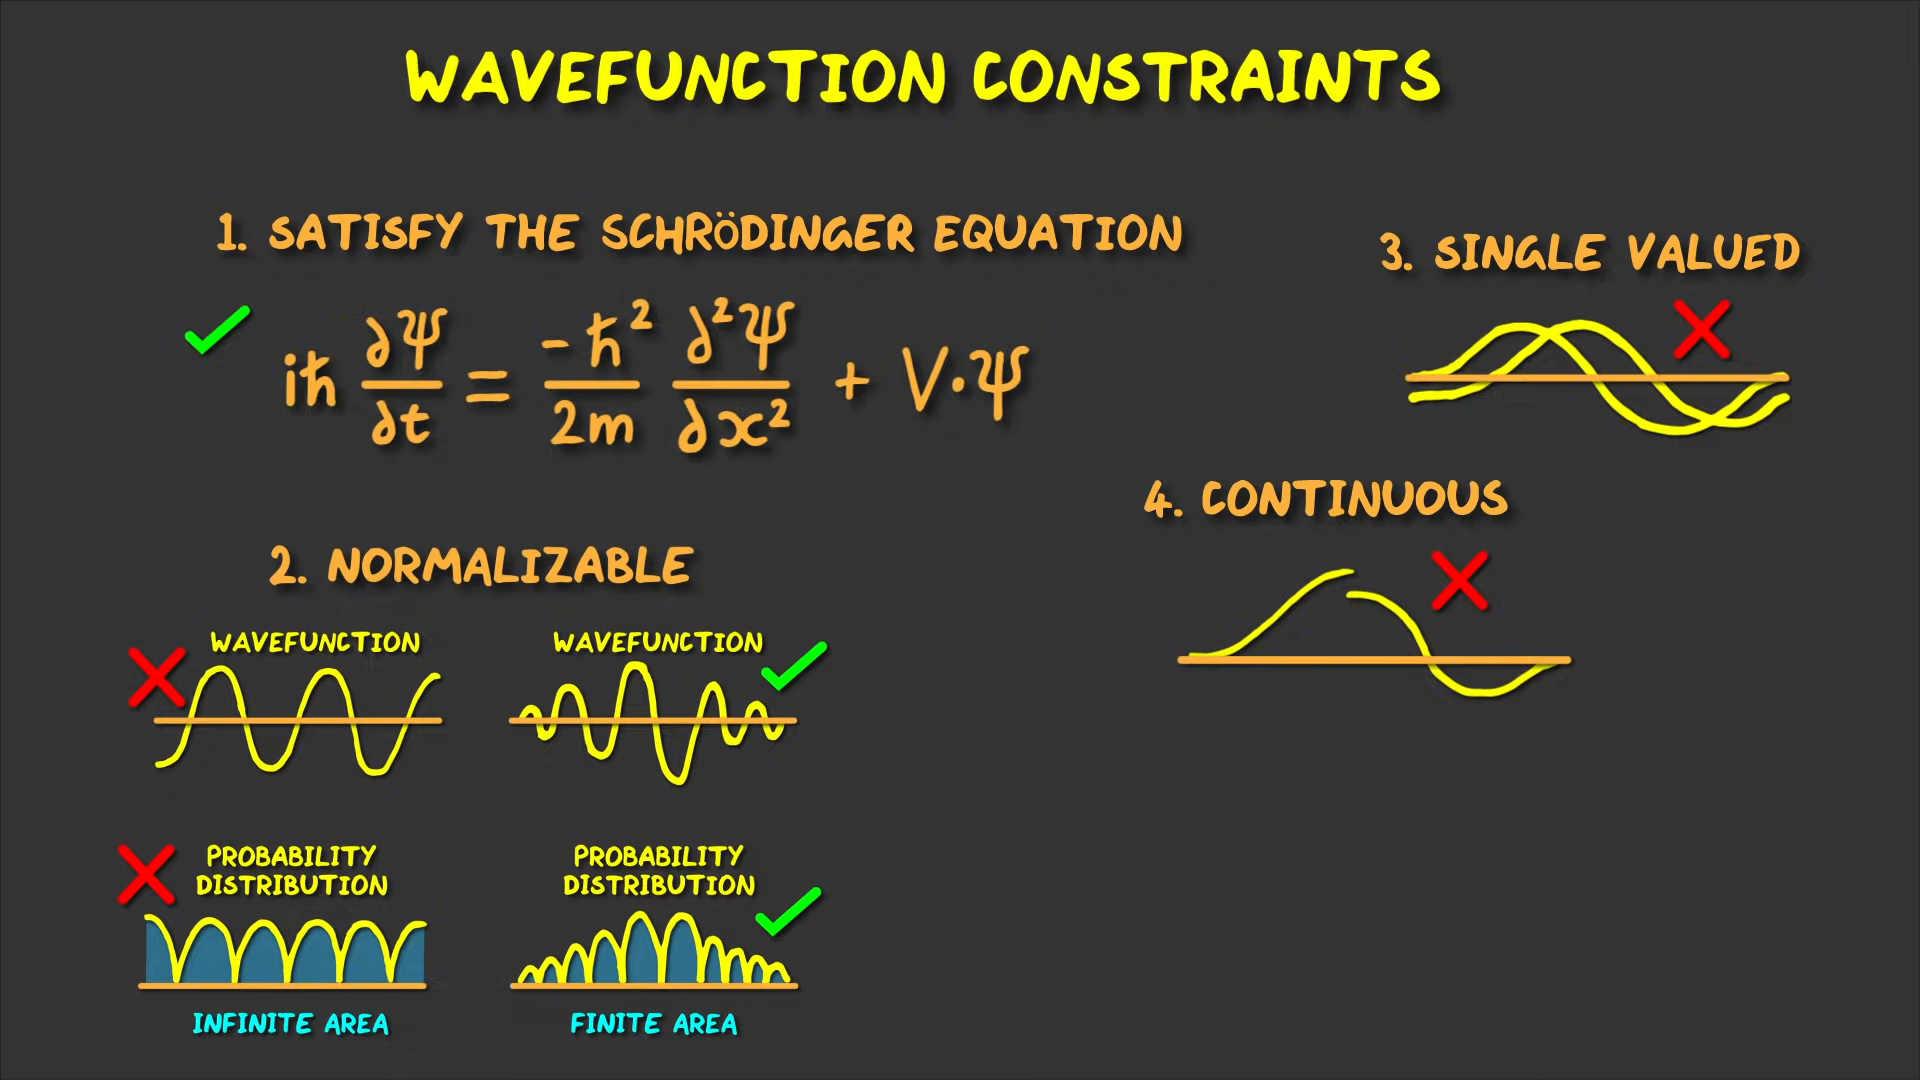 WAVEFUNCTION CONSTRAINTS
1. SATISFY THE SCHRÖDINGER EQUATION
iħ ∂ψ/∂t = -ħ²/2m ∂²ψ/∂x² + V·ψ
2. NORMALIZABLE
WAVEFUNCTION
WAVEFUNCTION
PROBABILITY
DISTRIBUTION
PROBABILITY
DISTRIBUTION
INFINITE AREA
FINITE AREA
3. SINGLE VALUED
4. CONTINUOUS